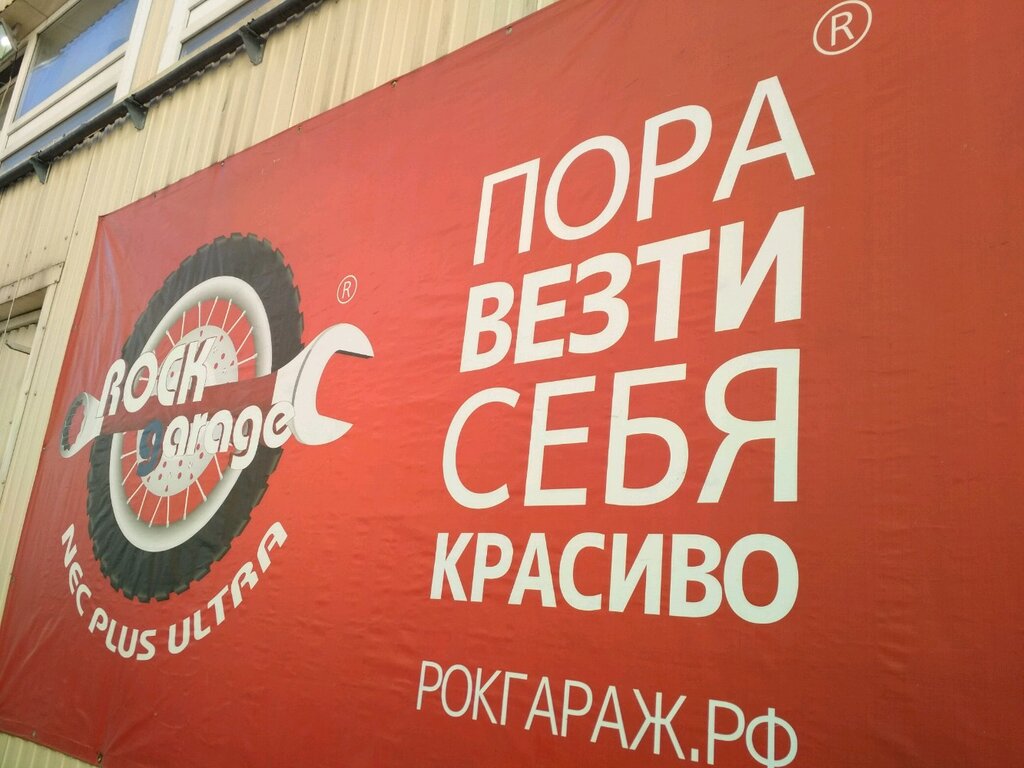 ROCK
garage
®
NEC PLUS ULTRA
®
ПОРА
ВЕЗТИ
СЕБЯ
КРАСИВО
РОКГАРАЖ.РФ